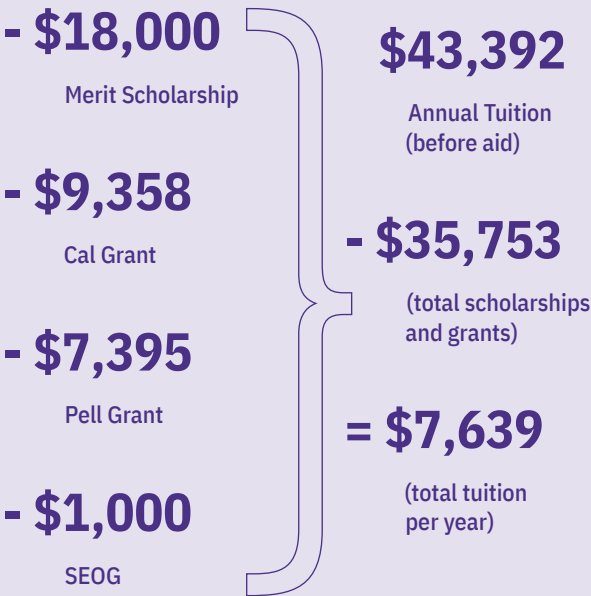 - $18,000
Merit Scholarship
- $9,358
Cal Grant
- $7,395
Pell Grant
- $1,000
SEOG
$43,392
Annual Tuition
(before aid)
- $35,753
(total scholarships
and grants)
= $7,639
(total tuition
per year)